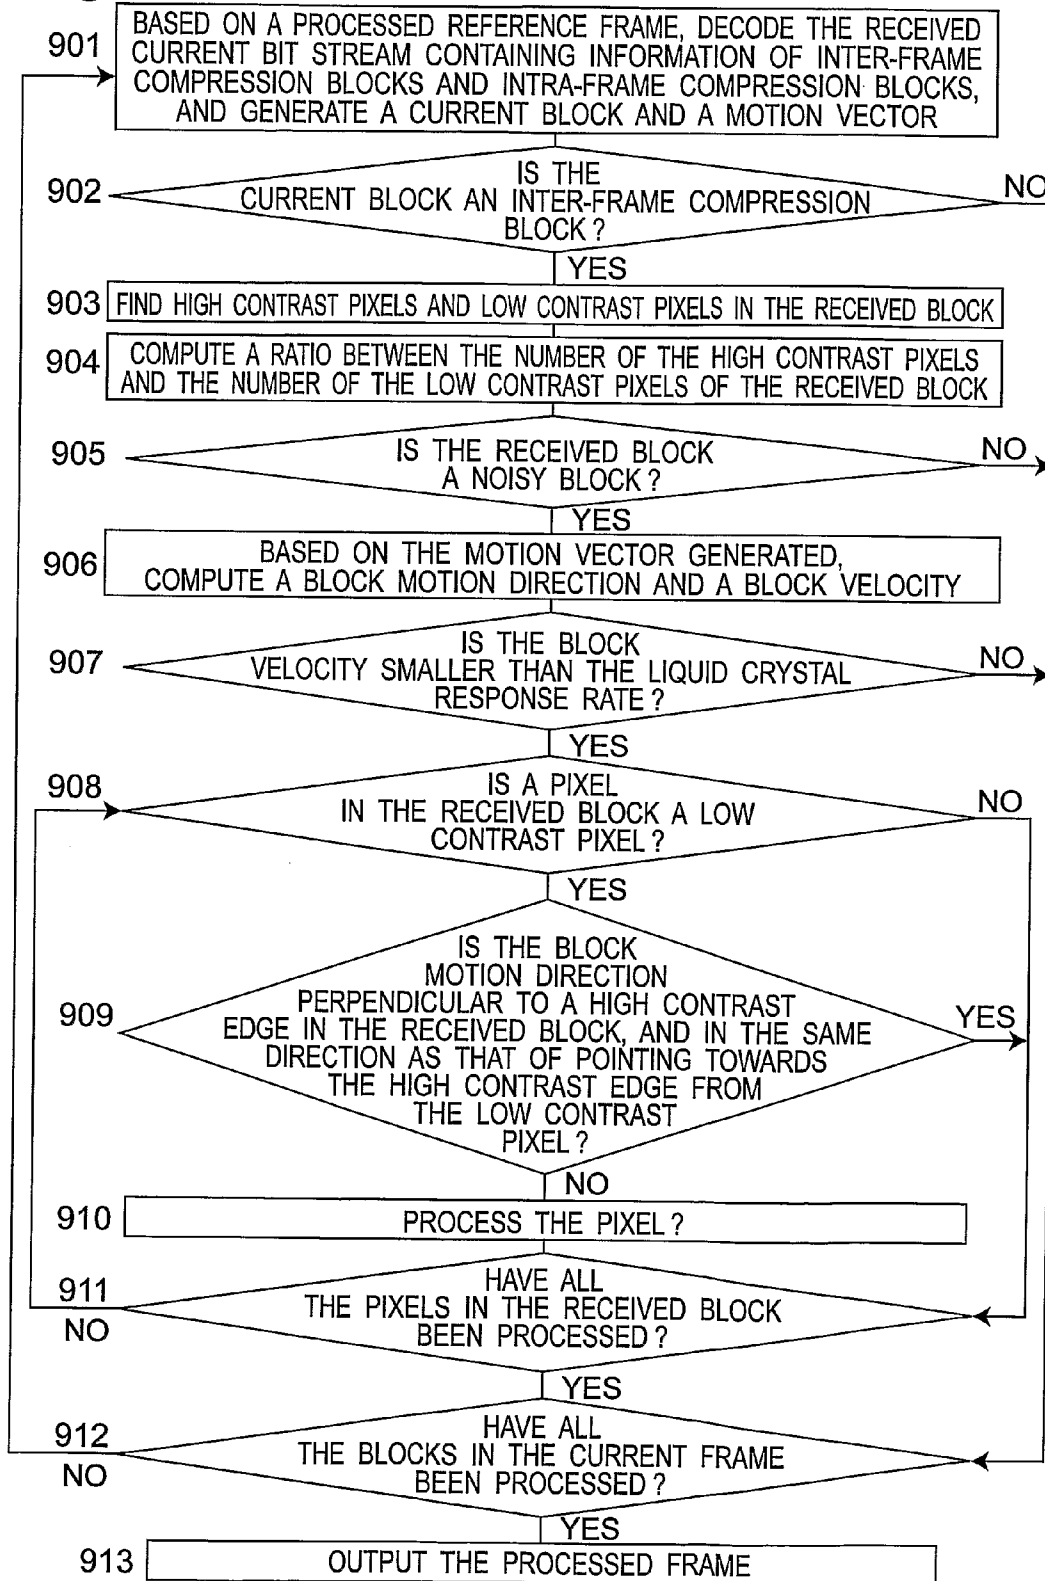 901
BASED ON A PROCESSED REFERENCE FRAME, DECODE THE RECEIVED
CURRENT BIT STREAM CONTAINING INFORMATION OF INTER-FRAME
COMPRESSION BLOCKS AND INTRA-FRAME COMPRESSION BLOCKS,
AND GENERATE A CURRENT BLOCK AND A MOTION VECTOR
902
IS THE
CURRENT BLOCK AN INTER-FRAME COMPRESSION
BLOCK?
NO
YES
903
FIND HIGH CONTRAST PIXELS AND LOW CONTRAST PIXELS IN THE RECEIVED BLOCK
904
COMPUTE A RATIO BETWEEN THE NUMBER OF THE HIGH CONTRAST PIXELS
AND THE NUMBER OF THE LOW CONTRAST PIXELS OF THE RECEIVED BLOCK
905
IS THE RECEIVED BLOCK
A NOISY BLOCK?
NO
YES
906
BASED ON THE MOTION VECTOR GENERATED,
COMPUTE A BLOCK MOTION DIRECTION AND A BLOCK VELOCITY
907
IS THE BLOCK
VELOCITY SMALLER THAN THE LIQUID CRYSTAL
RESPONSE RATE?
NO
YES
908
IS A PIXEL
IN THE RECEIVED BLOCK A LOW
CONTRAST PIXEL?
NO
YES
909
IS THE BLOCK
MOTION DIRECTION
PERPENDICULAR TO A HIGH CONTRAST
EDGE IN THE RECEIVED BLOCK, AND IN THE SAME
DIRECTION AS THAT OF POINTING TOWARDS
THE HIGH CONTRAST EDGE FROM
THE LOW CONTRAST
PIXEL?
YES
NO
910
PROCESS THE PIXEL?
911
HAVE ALL
THE PIXELS IN THE RECEIVED BLOCK
BEEN PROCESSED?
NO
YES
912
HAVE ALL
THE BLOCKS IN THE CURRENT FRAME
BEEN PROCESSED?
NO
YES
913
OUTPUT THE PROCESSED FRAME